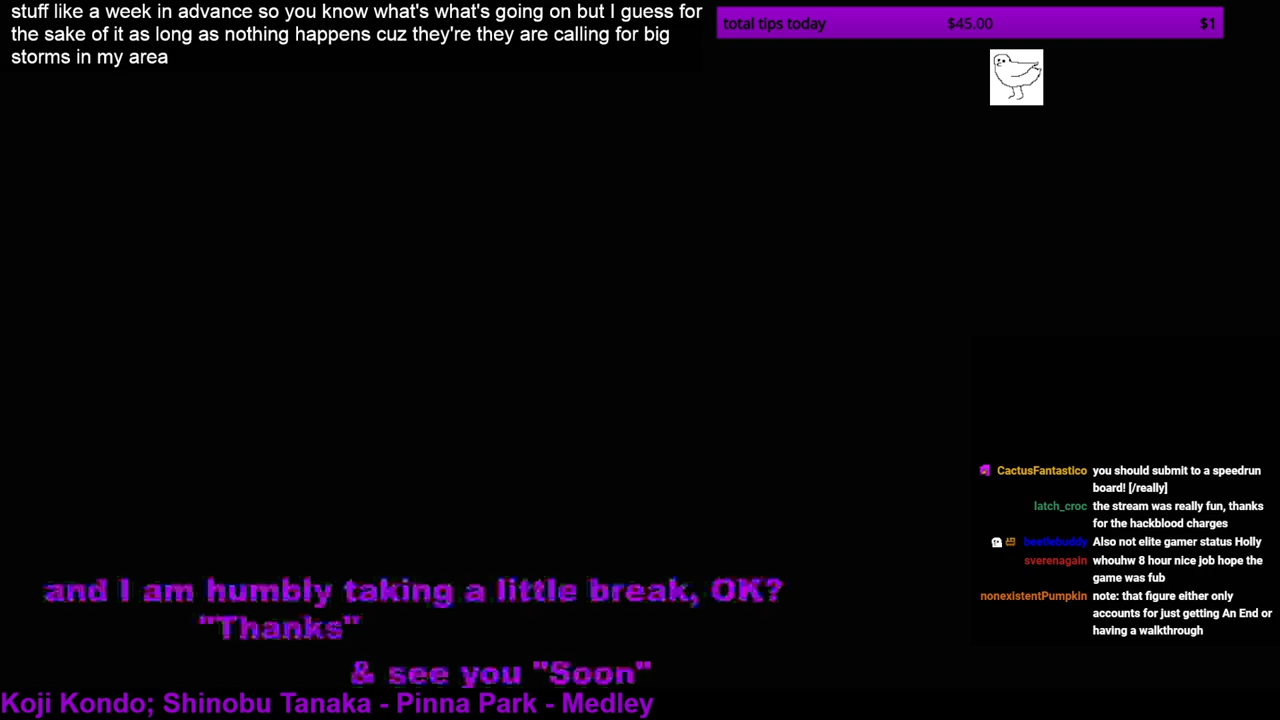 stuff like a week in advance so you know what's what's going on but I guess for
the sake of it as long as nothing happens cuz they're they are calling for big
storms in my area
total tips today $45.00 $1
CactusFantastico you should submit to a speedrun
board! [/really]
latch_croc the stream was really fun, thanks
for the hackblood charges
beetlebuddy Also not elite gamer status Holly
sverenagain whouhw 8 hour nice job hope the
game was fub
nonexistentPumpkin note: that figure either only
accounts for just getting An End or
having a walkthrough
and I am humbly taking a little break, OK?
"Thanks"
& see you "Soon"
Koji Kondo; Shinobu Tanaka - Pinna Park - Medley